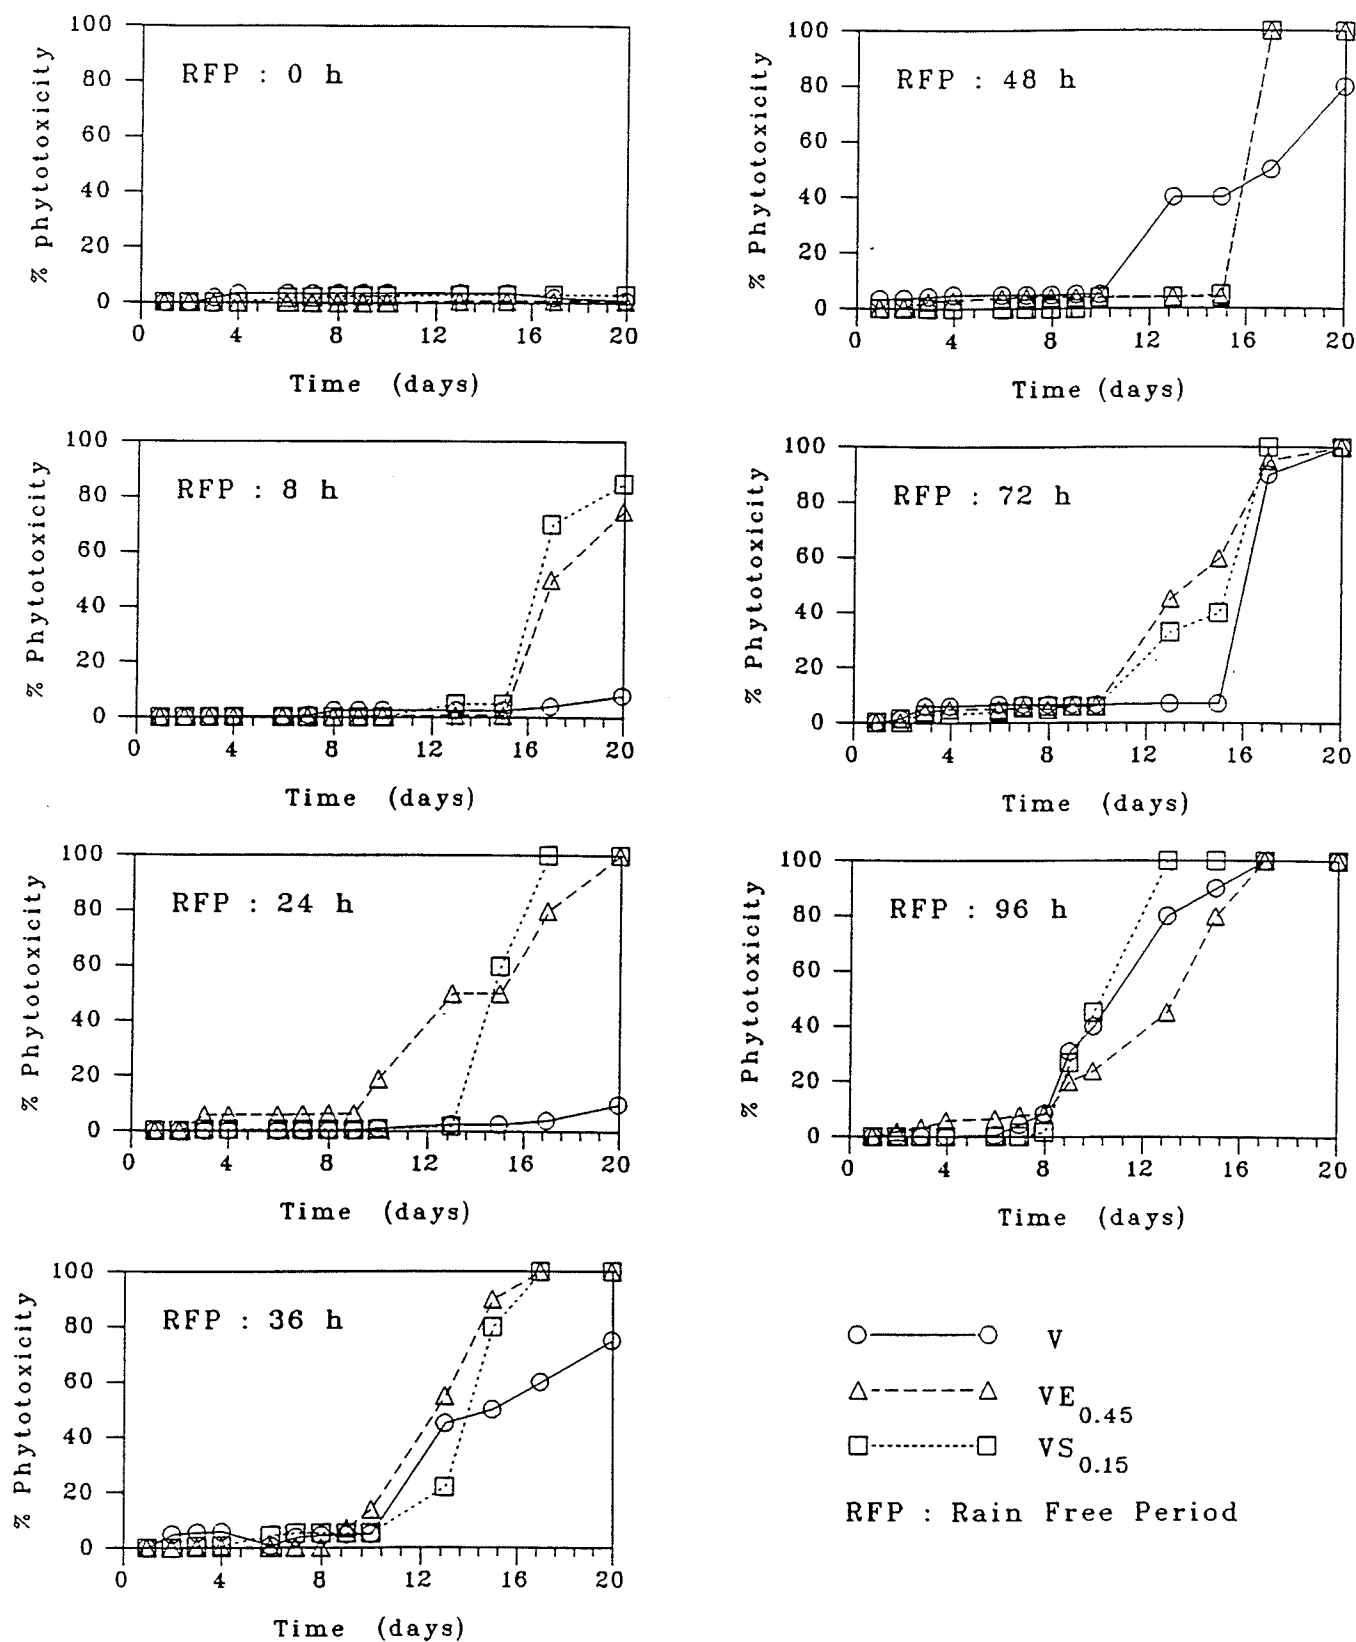 100
80
60
40
20
0
% phytotoxicity
RFP : 0 h
0 4 8 12 16 20
Time (days)
100
80
60
40
20
0
% Phytotoxicity
RFP : 8 h
0 4 8 12 16 20
Time (days)
100
80
60
40
20
0
% Phytotoxicity
RFP : 24 h
0 4 8 12 16 20
Time (days)
100
80
60
40
20
0
% Phytotoxicity
RFP : 36 h
0 4 8 12 16 20
Time (days)
100
80
60
40
20
0
% Phytotoxicity
RFP : 48 h
0 4 8 12 16 20
Time (days)
100
80
60
40
20
0
% Phytotoxicity
RFP : 72 h
0 4 8 12 16 20
Time (days)
100
80
60
40
20
0
% Phytotoxicity
RFP : 96 h
0 4 8 12 16 20
Time (days)
V
VE0.45
VS0.15
RFP : Rain Free Period